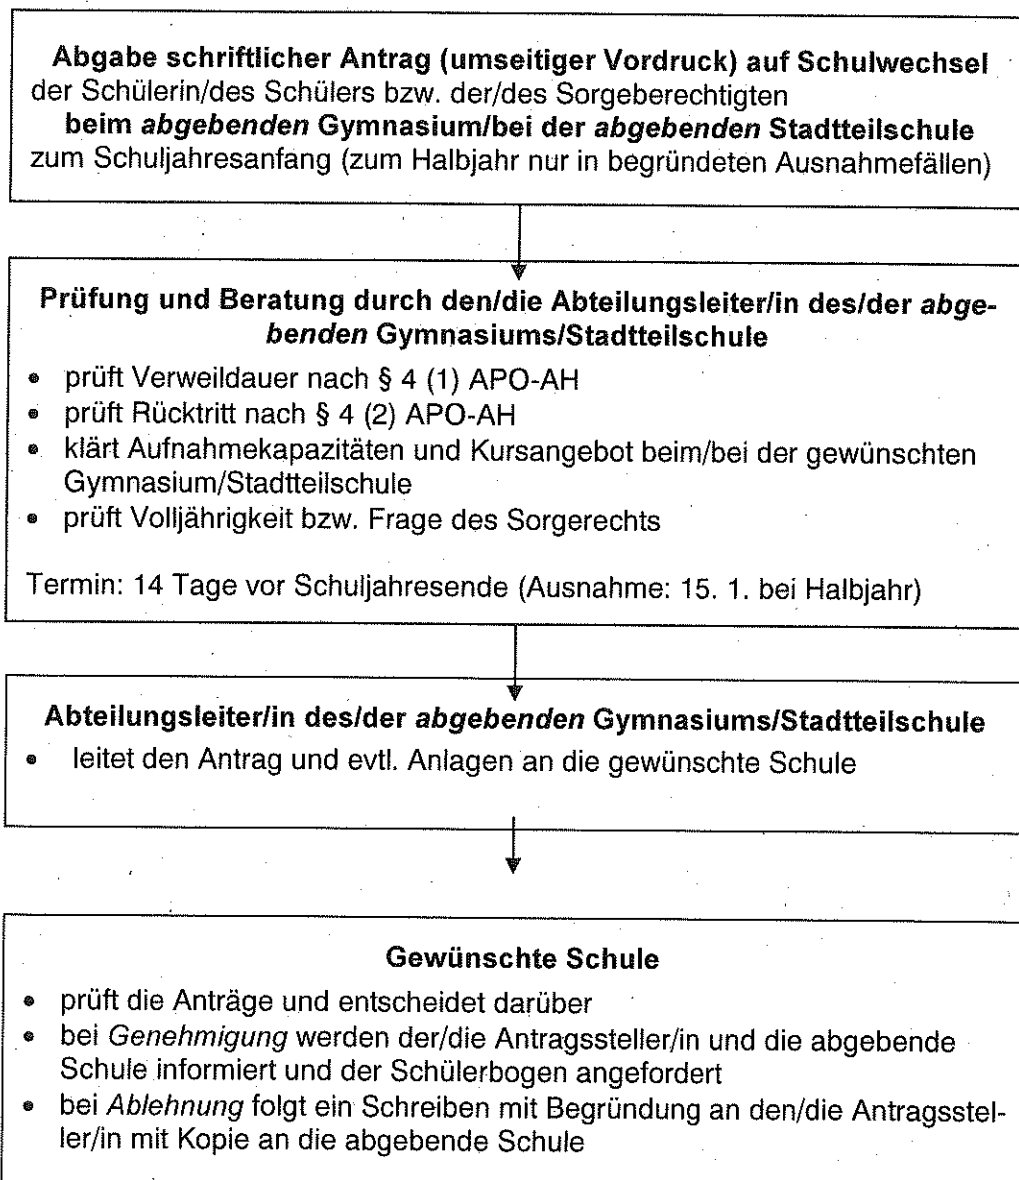 Abgabe schriftlicher Antrag (umseitiger Vordruck) auf Schulwechsel
der Schülerin/des Schülers bzw. der/des Sorgeberechtigten
beim abgebenden Gymnasium/bei der abgebenden Stadtteilschule
zum Schuljahresanfang (zum Halbjahr nur in begründeten Ausnahmefällen)
Prüfung und Beratung durch den/die Abteilungsleiter/in des/der abge-
benden Gymnasiums/Stadtteilschule
• prüft Verweildauer nach § 4 (1) APO-AH
• prüft Rücktritt nach § 4 (2) APO-AH
• klärt Aufnahmekapazitäten und Kursangebot beim/bei der gewünschten
Gymnasium/Stadtteilschule
• prüft Volljährigkeit bzw. Frage des Sorgerechts
Termin: 14 Tage vor Schuljahresende (Ausnahme: 15. 1. bei Halbjahr)
Abteilungsleiter/in des/der abgebenden Gymnasiums/Stadtteilschule
• leitet den Antrag und evtl. Anlagen an die gewünschte Schule
Gewünschte Schule
• prüft die Anträge und entscheidet darüber
• bei Genehmigung werden der/die Antragssteller/in und die abgebende
Schule informiert und der Schülerbogen angefordert
• bei Ablehnung folgt ein Schreiben mit Begründung an den/die Antragsstel-
ler/in mit Kopie an die abgebende Schule